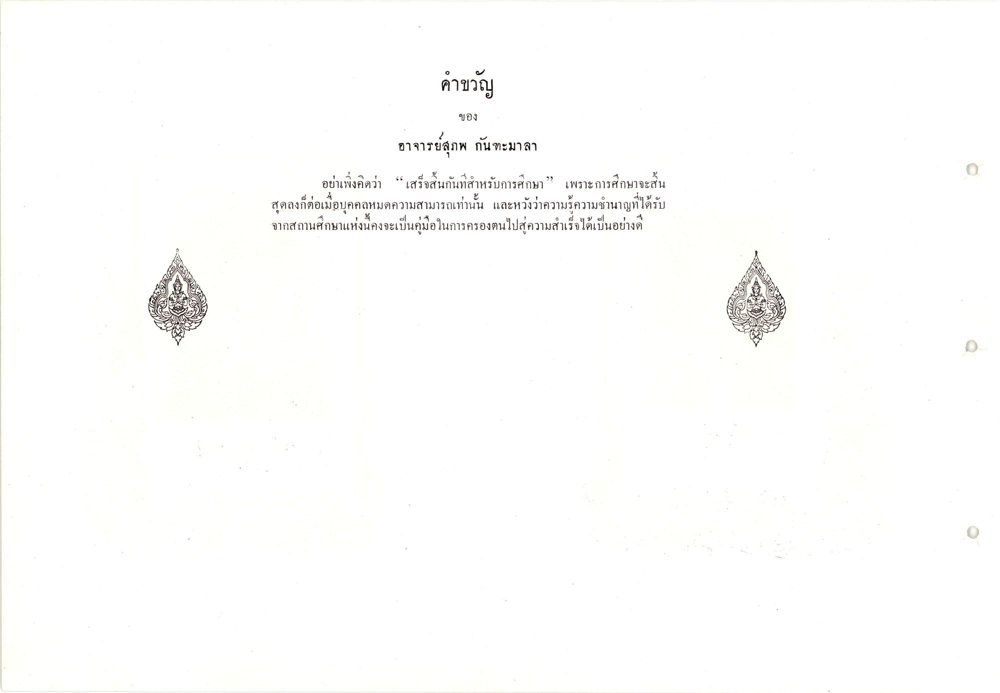 คำขวัญ
ของ
อาจารย์สุภพ กันฑะมาลา
อย่าเพิ่งคิดว่า “เสร็จสิ้นกันทีสำหรับการศึกษา” เพราะการศึกษาจะสิ้น
สุดลงก็ต่อเมื่อบุคคลหมดความสามารถเท่านั้น และหวังว่าความรู้ความชำนาญที่ได้รับ
จากสถานศึกษาแห่งนี้คงจะเป็นคู่มือในการครองตนไปสู่ความสำเร็จได้เป็นอย่างดี